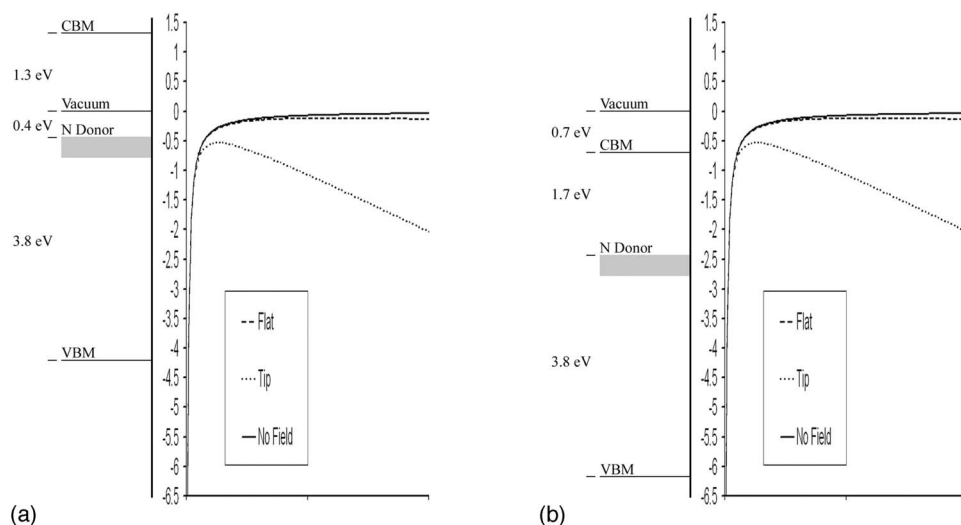 CBM
1.3 eV
Vacuum
0.4 eV
N Donor
3.8 eV
VBM
1.5
1
0.5
0
-0.5
-1
-1.5
-2
-2.5
-3
-3.5
-4
-4.5
-5
-5.5
-6
-6.5
Flat
Tip
No Field
(a)
Vacuum
0.7 eV
CBM
1.7 eV
N Donor
3.8 eV
VBM
1.5
1
0.5
0
-0.5
-1
-1.5
-2
-2.5
-3
-3.5
-4
-4.5
-5
-5.5
-6
-6.5
Flat
Tip
No Field
(b)